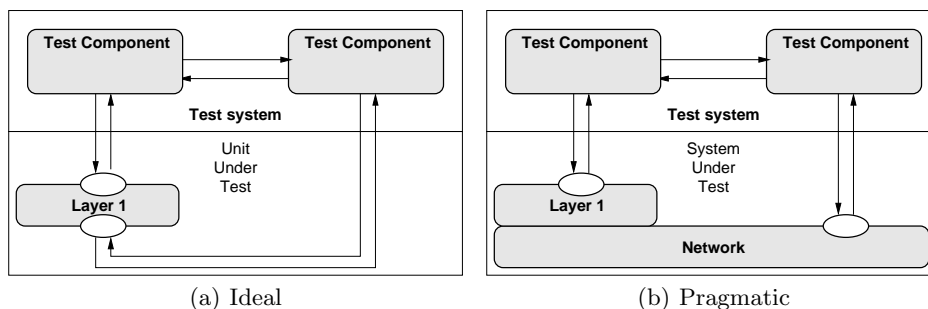 Test Component
Test Component
Test system
Unit
Under
Test
Layer 1
(a) Ideal
Test Component
Test Component
Test system
System
Under
Test
Layer 1
Network
(b) Pragmatic